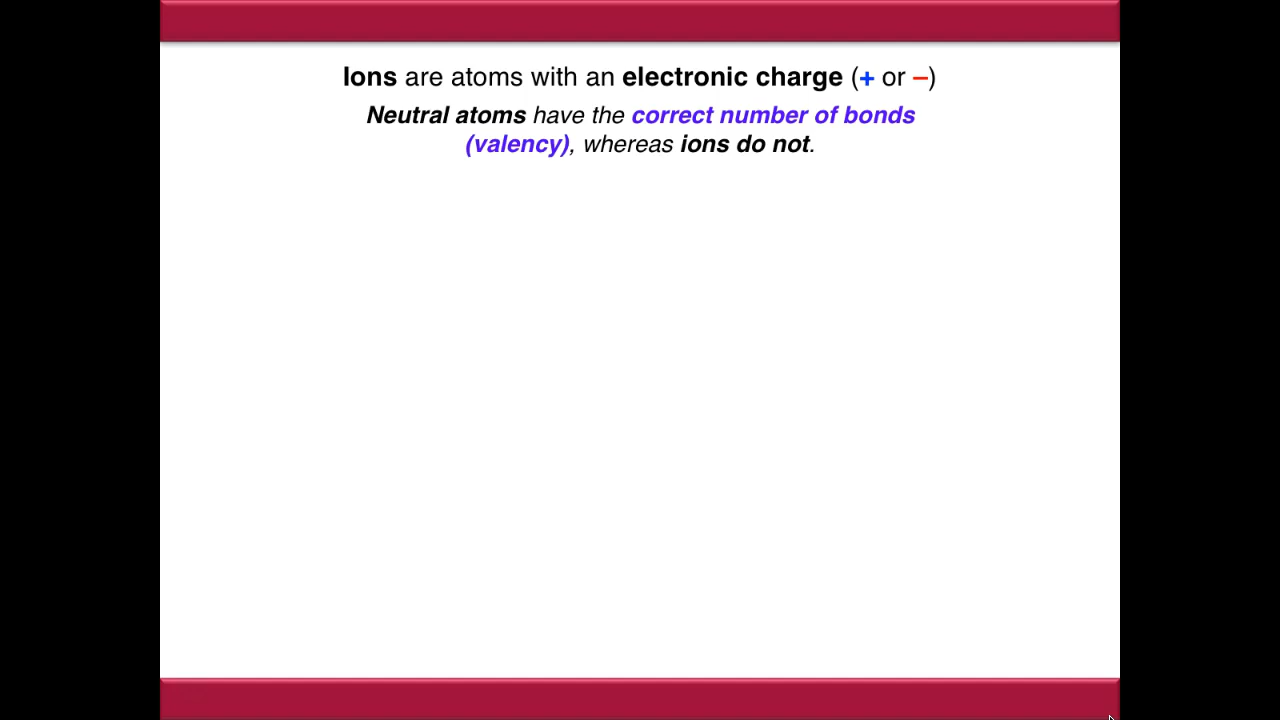 Ions are atoms with an electronic charge (+ or –)
Neutral atoms have the correct number of bonds
(valency), whereas ions do not.